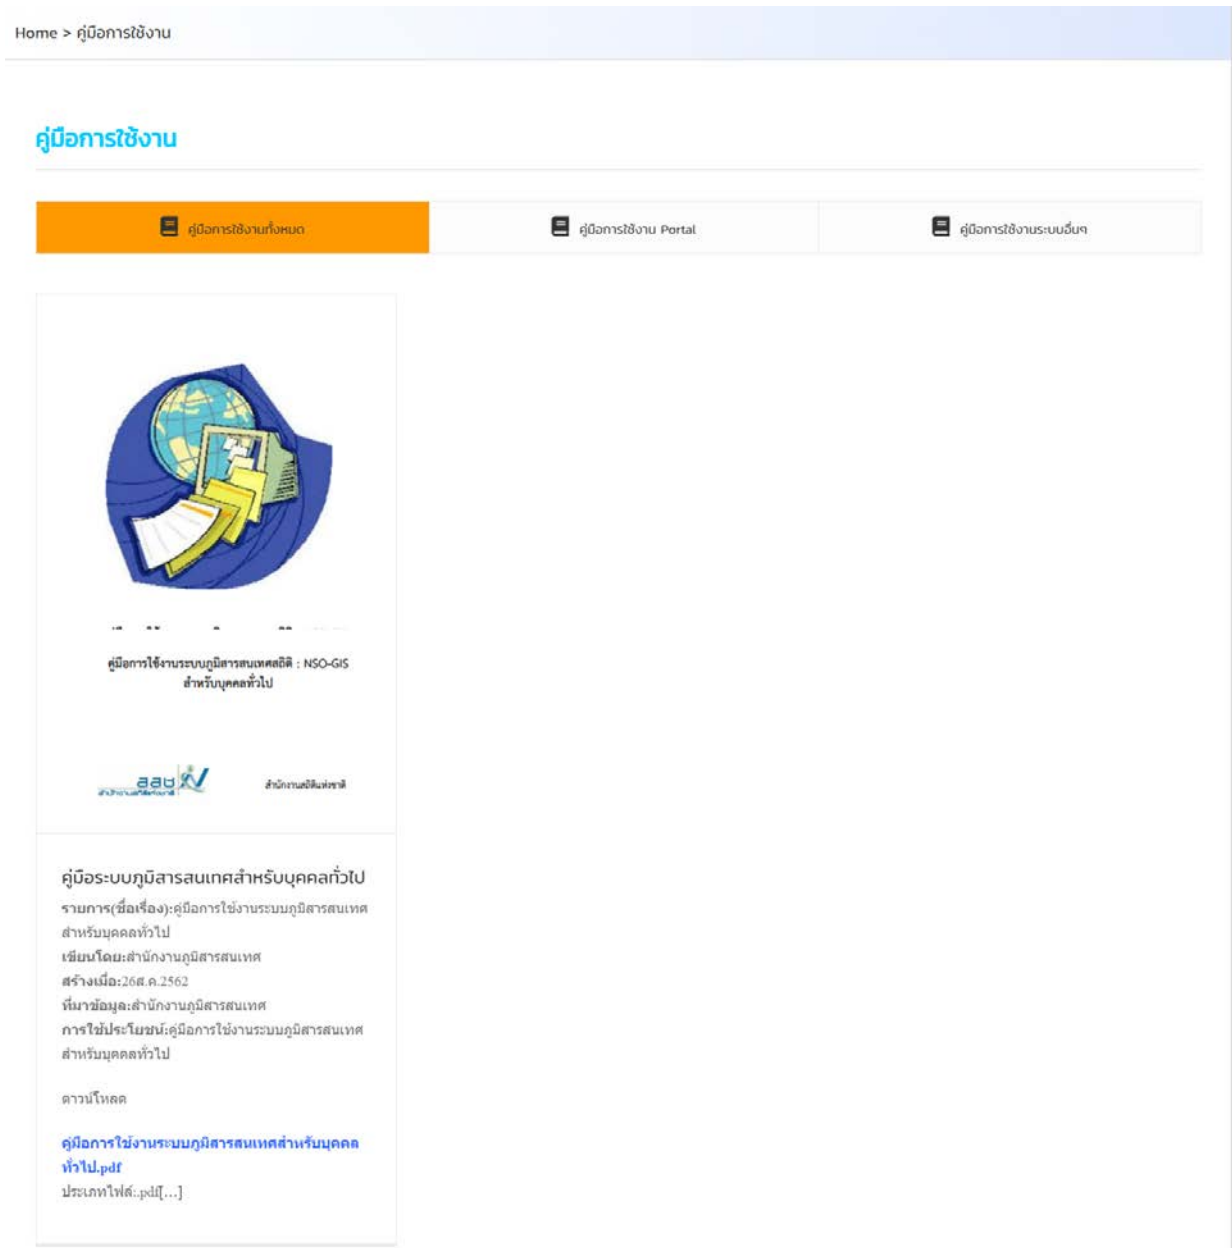 Home > คู่มือการใช้งาน
คู่มือการใช้งาน
คู่มือการใช้งานทั้งหมด
คู่มือการใช้งาน Portal
คู่มือการใช้งานระบบอื่นๆ
คู่มือการใช้งานระบบภูมิสารสนเทศสถิติ : NSO-GIS
สำหรับบุคคลทั่วไป
สสช
สำนักงานสถิติแห่งชาติ
สำนักงานสถิติแห่งชาติ
คู่มือระบบภูมิสารสนเทศสำหรับบุคคลทั่วไป
รายการ(ชื่อเรื่อง):คู่มือการใช้งานระบบภูมิสารสนเทศ
สำหรับบุคคลทั่วไป
เขียนโดย:สำนักงานภูมิสารสนเทศ
สร้างเมื่อ:26ส.ค.2562
ที่มาข้อมูล:สำนักงานภูมิสารสนเทศ
การใช้ประโยชน์:คู่มือการใช้งานระบบภูมิสารสนเทศ
สำหรับบุคคลทั่วไป
ดาวน์โหลด
คู่มือการใช้งานระบบภูมิสารสนเทศสำหรับบุคคล
ทั่วไป.pdf
ประเภทไฟล์:.pdf[…]